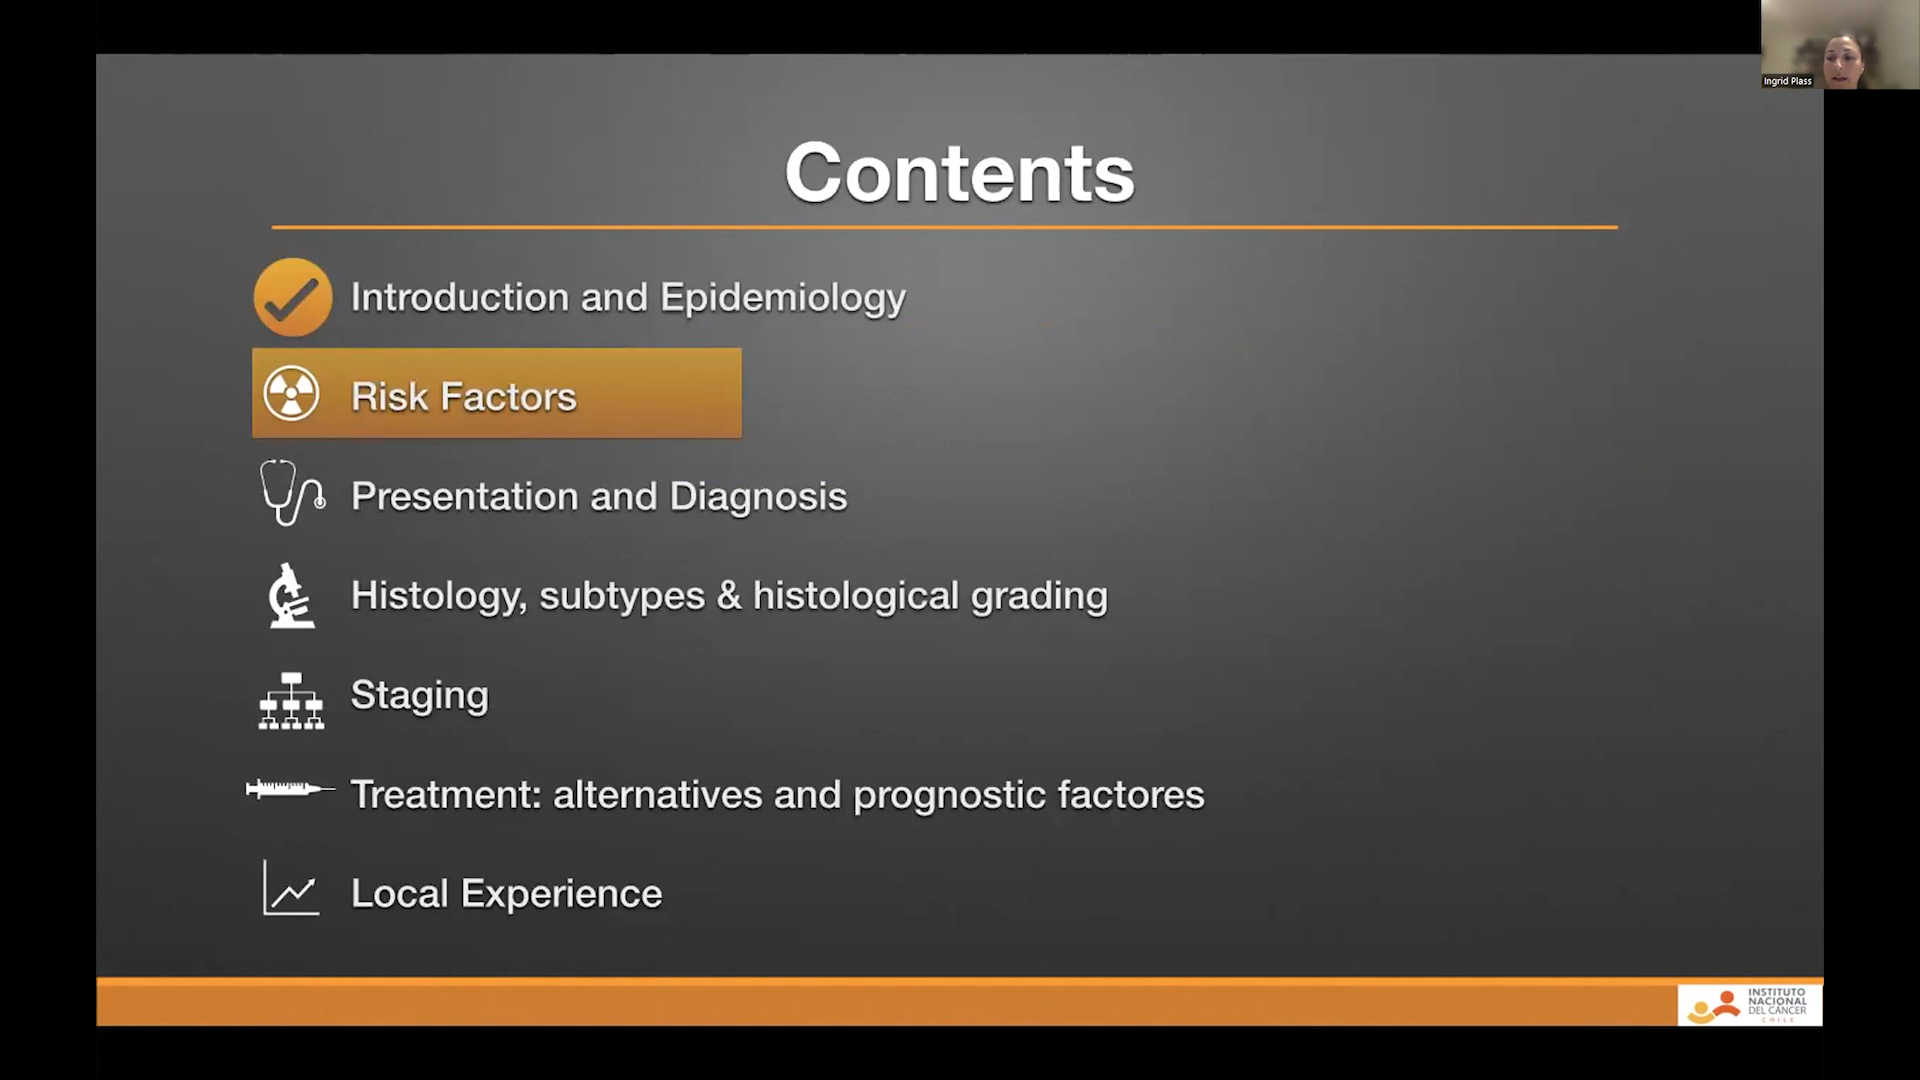 Ingrid Plass
Contents
Introduction and Epidemiology
Risk Factors
Presentation and Diagnosis
Histology, subtypes & histological grading
Staging
Treatment: alternatives and prognostic factores
Local Experience
INSTITUTO
NACIONAL
DEL CÁNCER
CHILE